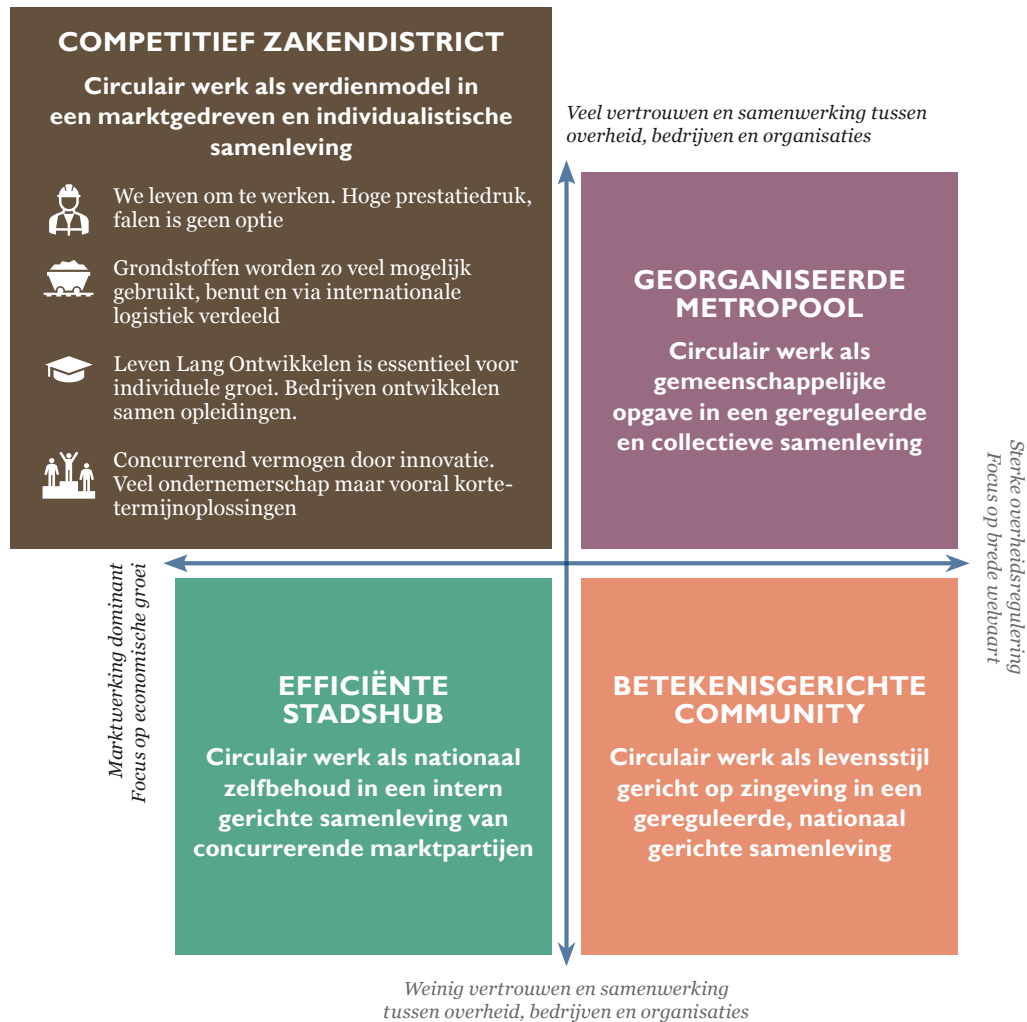 COMPETITIEF ZAKENDISTRICT
Circulair werk als verdienmodel in
een marktgedreven en individualistische
samenleving
We leven om te werken. Hoge prestatiedruk,
falen is geen optie
Grondstoffen worden zo veel mogelijk
gebruikt, benut en via internationale
logistiek verdeeld
Leven Lang Ontwikkelen is essentieel voor
individuele groei. Bedrijven ontwikkelen
samen opleidingen.
Concurrerend vermogen door innovatie.
Veel ondernemerschap maar vooral korte-
termijnoplossingen
Veel vertrouwen en samenwerking tussen
overheid, bedrijven en organisaties
GEORGANISEERDE
METROPOOL
Circulair werk als
gemeenschappelijke
opgave in een gereguleerde
en collectieve samenleving
Sterke overheidsregulering
Focus op brede welvaart
Marktwerking dominant
Focus op economische groei
EFFICIËNTE
STADSHUB
Circulair werk als nationaal
zelfbehoud in een intern
gerichte samenleving van
concurrerende marktpartijen
BETEKENISGERICHTE
COMMUNITY
Circulair werk als levensstijl
gericht op zingeving in een
gereguleerde, nationaal
gerichte samenleving
Weinig vertrouwen en samenwerking
tussen overheid, bedrijven en organisaties